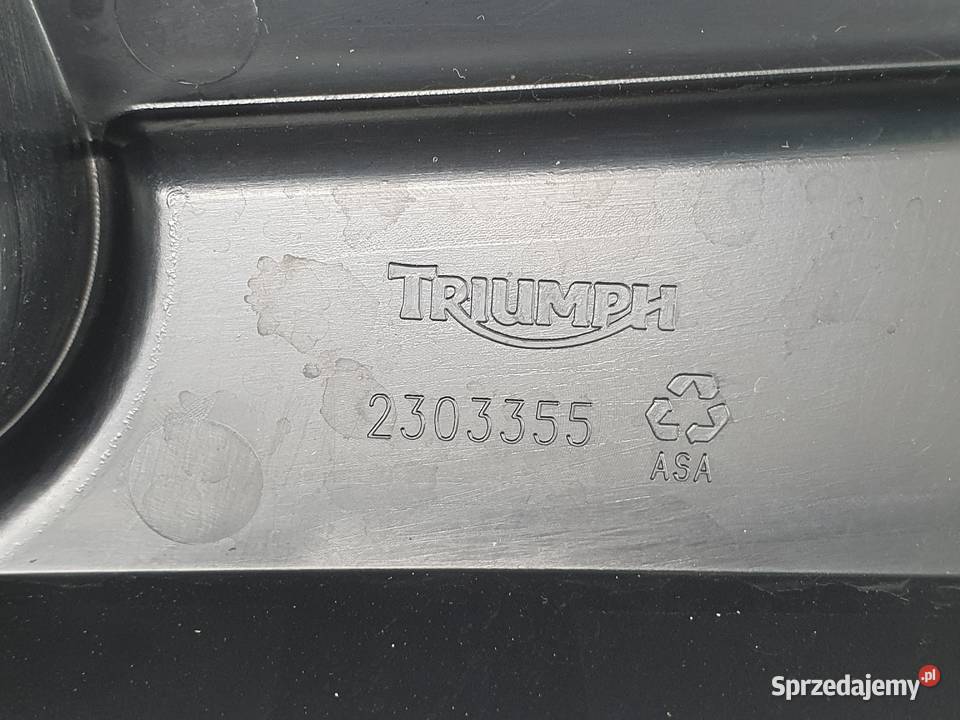 TRIUMPH
2303355
ASA
Sprzedajemy.pl